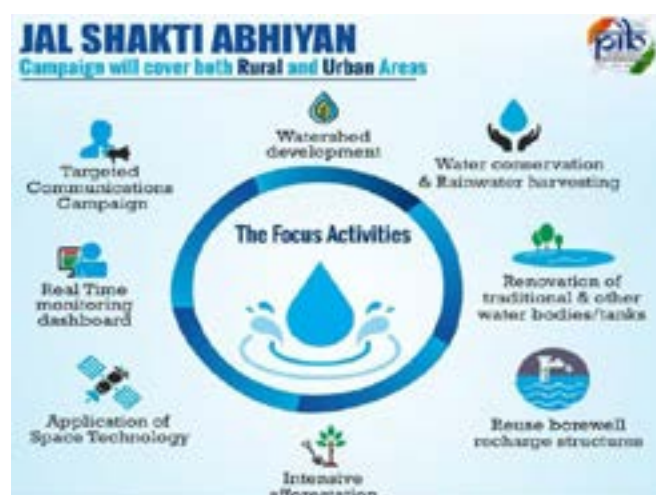 JAL SHAKTI ABHIYAN
Campaign will cover both Rural and Urban Areas
pib
Watershed
development
Water conservation
& Rainwater harvesting
Targeted
Communications
Campaign
The Focus Activities
Renovation of
traditional & other
water bodies/tanks
Real Time
monitoring
dashboard
Reuse borewell
recharge structures
Application of
Space Technology
Intensive
afforestation